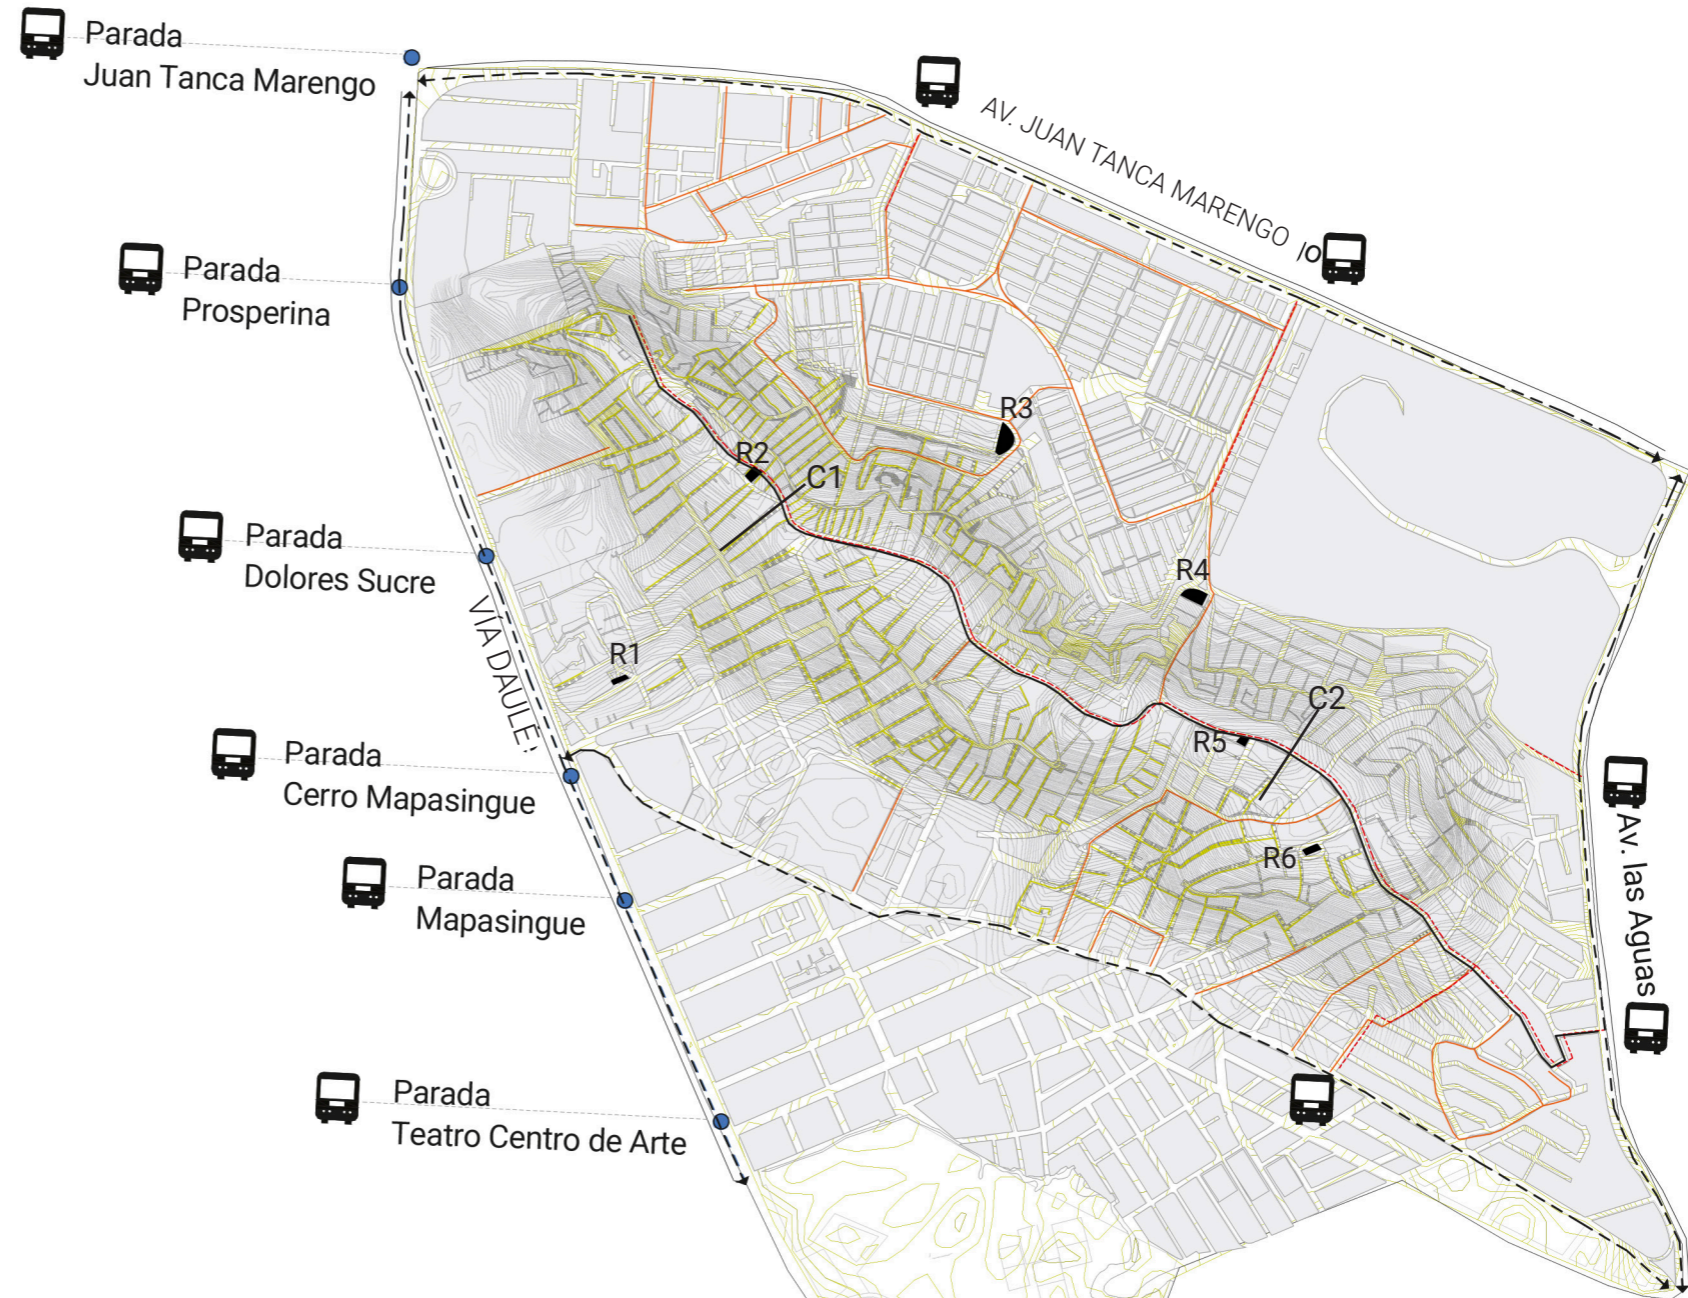 Parada
Juan Tanca Marengo
AV. JUAN TANCA MARENGO
Parada
Prosperina
R3
R2
C1
Parada
Dolores Sucre
R4
VÍA DAULE
R1
C2
R5
Parada
Cerro Mapasingue
Av. las Aguas
R6
Parada
Mapasingue
Parada
Teatro Centro de Arte